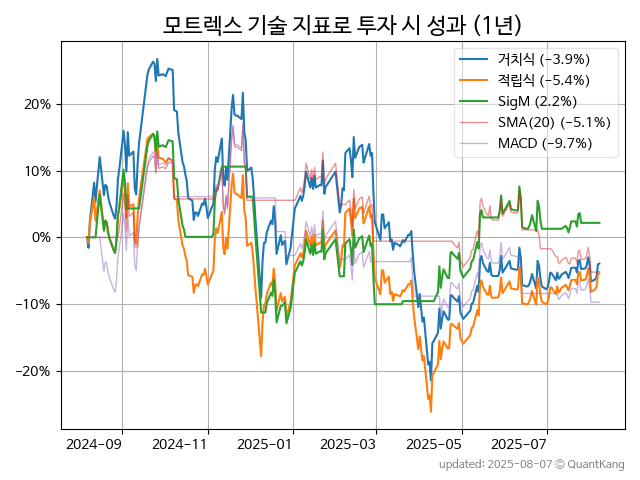 모트렉스 기술 지표로 투자 시 성과 (1년)
거치식 (−3.9%)
적립식 (−5.4%)
SigM (2.2%)
SMA(20) (−5.1%)
MACD (−9.7%)
20%
10%
0%
−10%
−20%
2024-09
2024-11
2025-01
2025-03
2025-05
2025-07
updated: 2025-08-07 © QuantKang